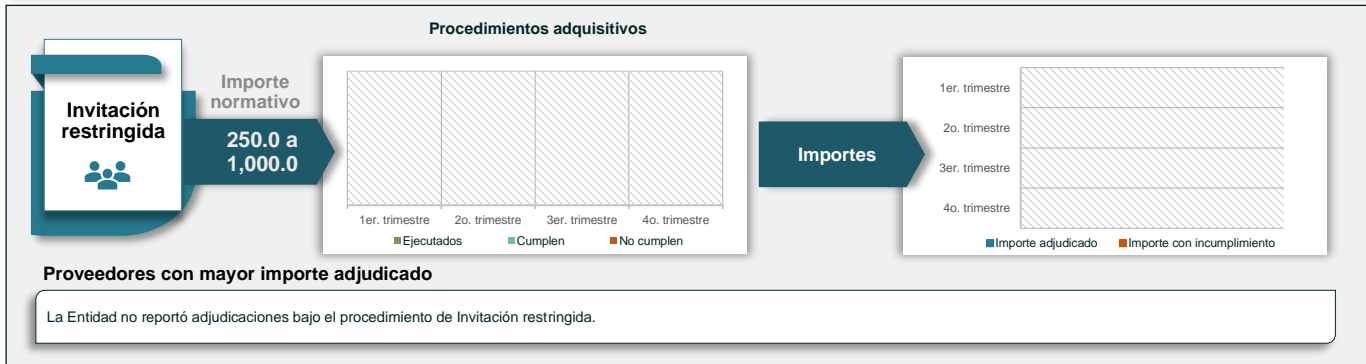 Procedimientos adquisitivos
Invitación
restringida
Importe
normativo
250.0 a
1,000.0
1er. trimestre
2o. trimestre
3er. trimestre
4o. trimestre
Ejecutados
Cumplen
No cumplen
Importes
1er. trimestre
2o. trimestre
3er. trimestre
4o. trimestre
Importe adjudicado
Importe con incumplimiento
Proveedores con mayor importe adjudicado
La Entidad no reportó adjudicaciones bajo el procedimiento de Invitación restringida.